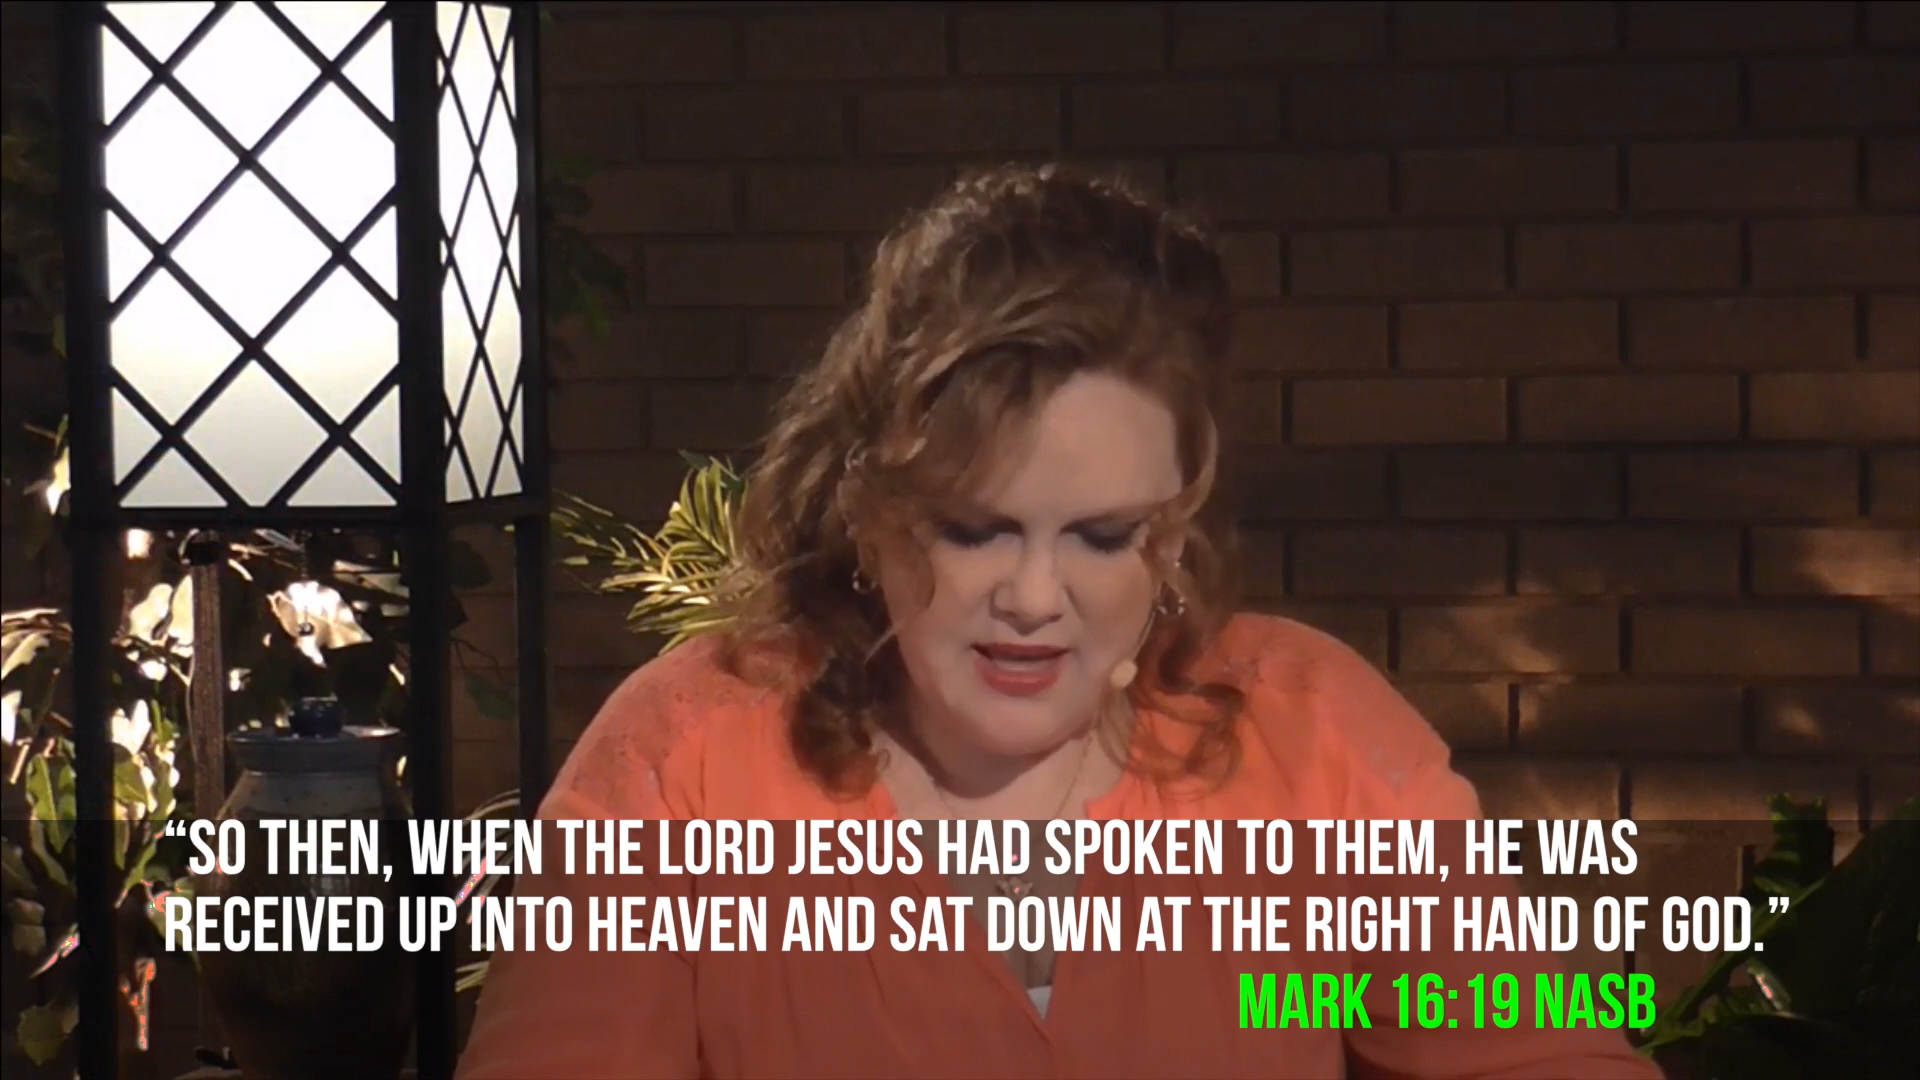 “SO THEN, WHEN THE LORD JESUS HAD SPOKEN TO THEM, HE WAS
RECEIVED UP INTO HEAVEN AND SAT DOWN AT THE RIGHT HAND OF GOD.”
MARK 16:19 NASB